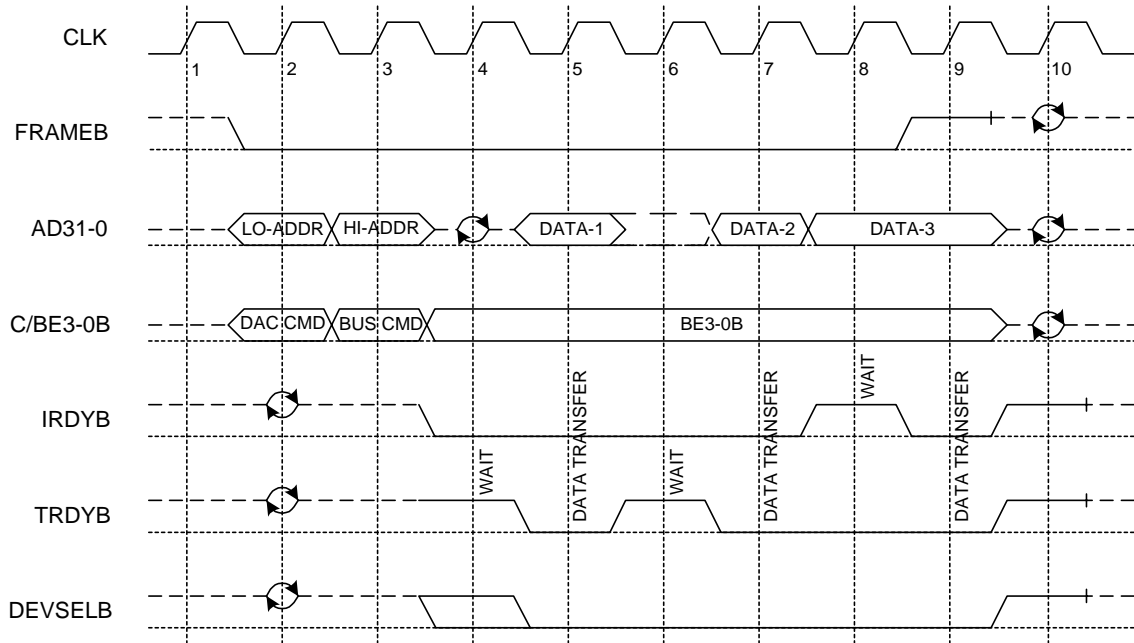 CLK
1 2 3 4 5 6 7 8 9 10
FRAMEB
AD31-0
LO-ADDR HI-ADDR DATA-1 DATA-2 DATA-3
C/BE3-0B
DAC CMD BUS CMD BE3-0B
IRDYB
WAIT
DATA TRANSFER
WAIT
DATA TRANSFER
WAIT
DATA TRANSFER
TRDYB
DEVSELB